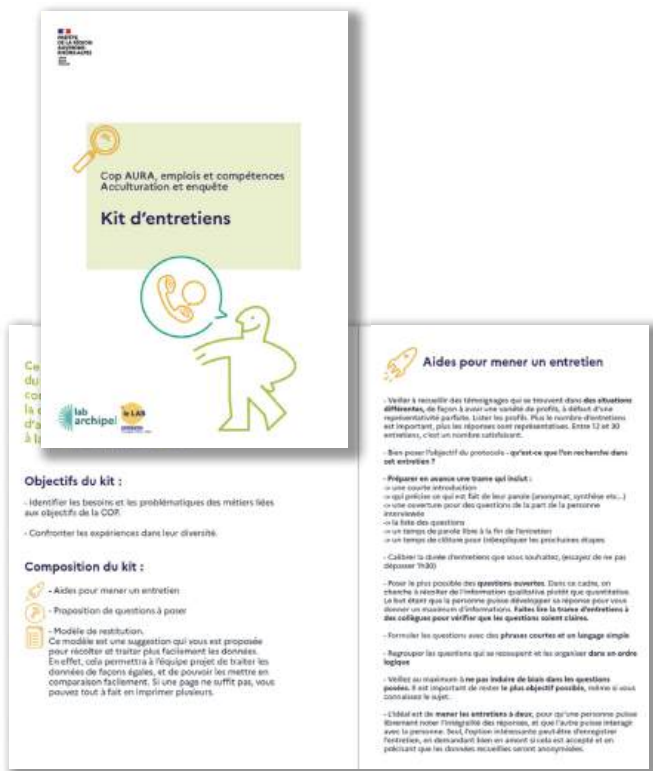 PRÉFÈTE
DE LA RÉGION
AUVERGNE-
RHÔNE-ALPES
Cop AURA, emplois et compétences
Acculturation et enquête
Kit d'entretiens
lab
archipel
le LAB
Ce
du
la
d'a
à la
Objectifs du kit :
- Identifier les besoins et les problématiques des métiers liées
aux objectifs de la COP.
- Confronter les expériences dans leur diversité.
Composition du kit :
- Aides pour mener un entretien
- Proposition de questions à poser
- Modèle de restitution.
Ce modèle est une suggestion qui vous est proposée
pour récolter et traiter plus facilement les données.
En effet, cela permettra à l'équipe projet de traiter les
données de façons égales, et de pouvoir les mettre en
comparaison facilement. Si une page ne suffit pas, vous
pouvez tout à fait en imprimer plusieurs.
Aides pour mener un entretien
- Veiller à recueillir des témoignages qui se trouvent dans des situations
différentes, de façon à avoir une variété de profils, à défaut d'une
représentativité parfaite. Lister les profils. Plus le nombre d'entretiens
est important, plus les réponses sont représentatives. Entre 12 et 30
entretiens, c'est un nombre satisfaisant.
- Bien poser l'objectif du protocole - qu'est-ce que l'on recherche dans
cet entretien ?
- Préparer en avance une trame qui inclut :
-> une courte introduction
-> qui précise ce qui est fait de leur parole (anonymat, synthèse etc...)
-> une ouverture pour des questions de la part de la personne
interviewée
-> la liste des questions
-> un temps de parole libre à la fin de l'entretien
-> un temps de clôture pour (ré)expliquer les prochaines étapes
- Calibrer la durée d'entretiens que vous souhaitez, (essayez de ne pas
dépasser 1h30)
- Poser le plus possible des questions ouvertes. Dans ce cadre, on
cherche à récolter de l'information qualitative plutôt que quantitative.
Le but étant que la personne puisse développer sa réponse pour vous
donner un maximum d'informations. Faites lire la trame d'entretiens à
des collègues pour vérifier que les questions soient claires.
- Formuler les questions avec des phrases courtes et un langage simple
- Regrouper les questions qui se recoupent et les organiser dans un ordre
logique
- Veillez au maximum à ne pas induire de biais dans les questions
posées. Il est important de rester le plus objectif possible, même si vous
connaissez le sujet.
- L'idéal est de mener les entretiens à deux, pour qu'une personne puisse
librement noter l'intégralité des réponses, et que l'autre puisse interagir
avec la personne. Seul, l'option intéressante peut-être d'enregistrer
l'entretien, en demandant bien en amont si cela est accepté et en
précisant que les données recueillies seront anonymisées.